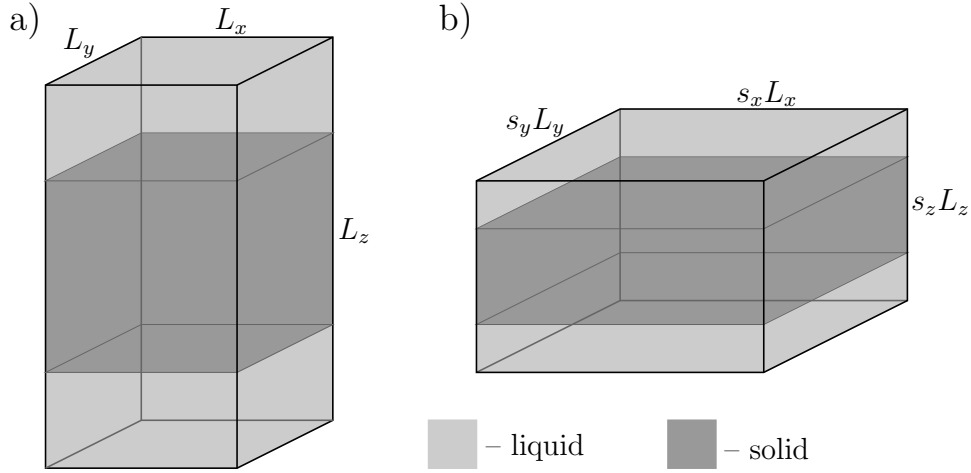 a)
L_x
L_y
L_z
b)
s_xL_x
s_yL_y
s_zL_z
– liquid
– solid